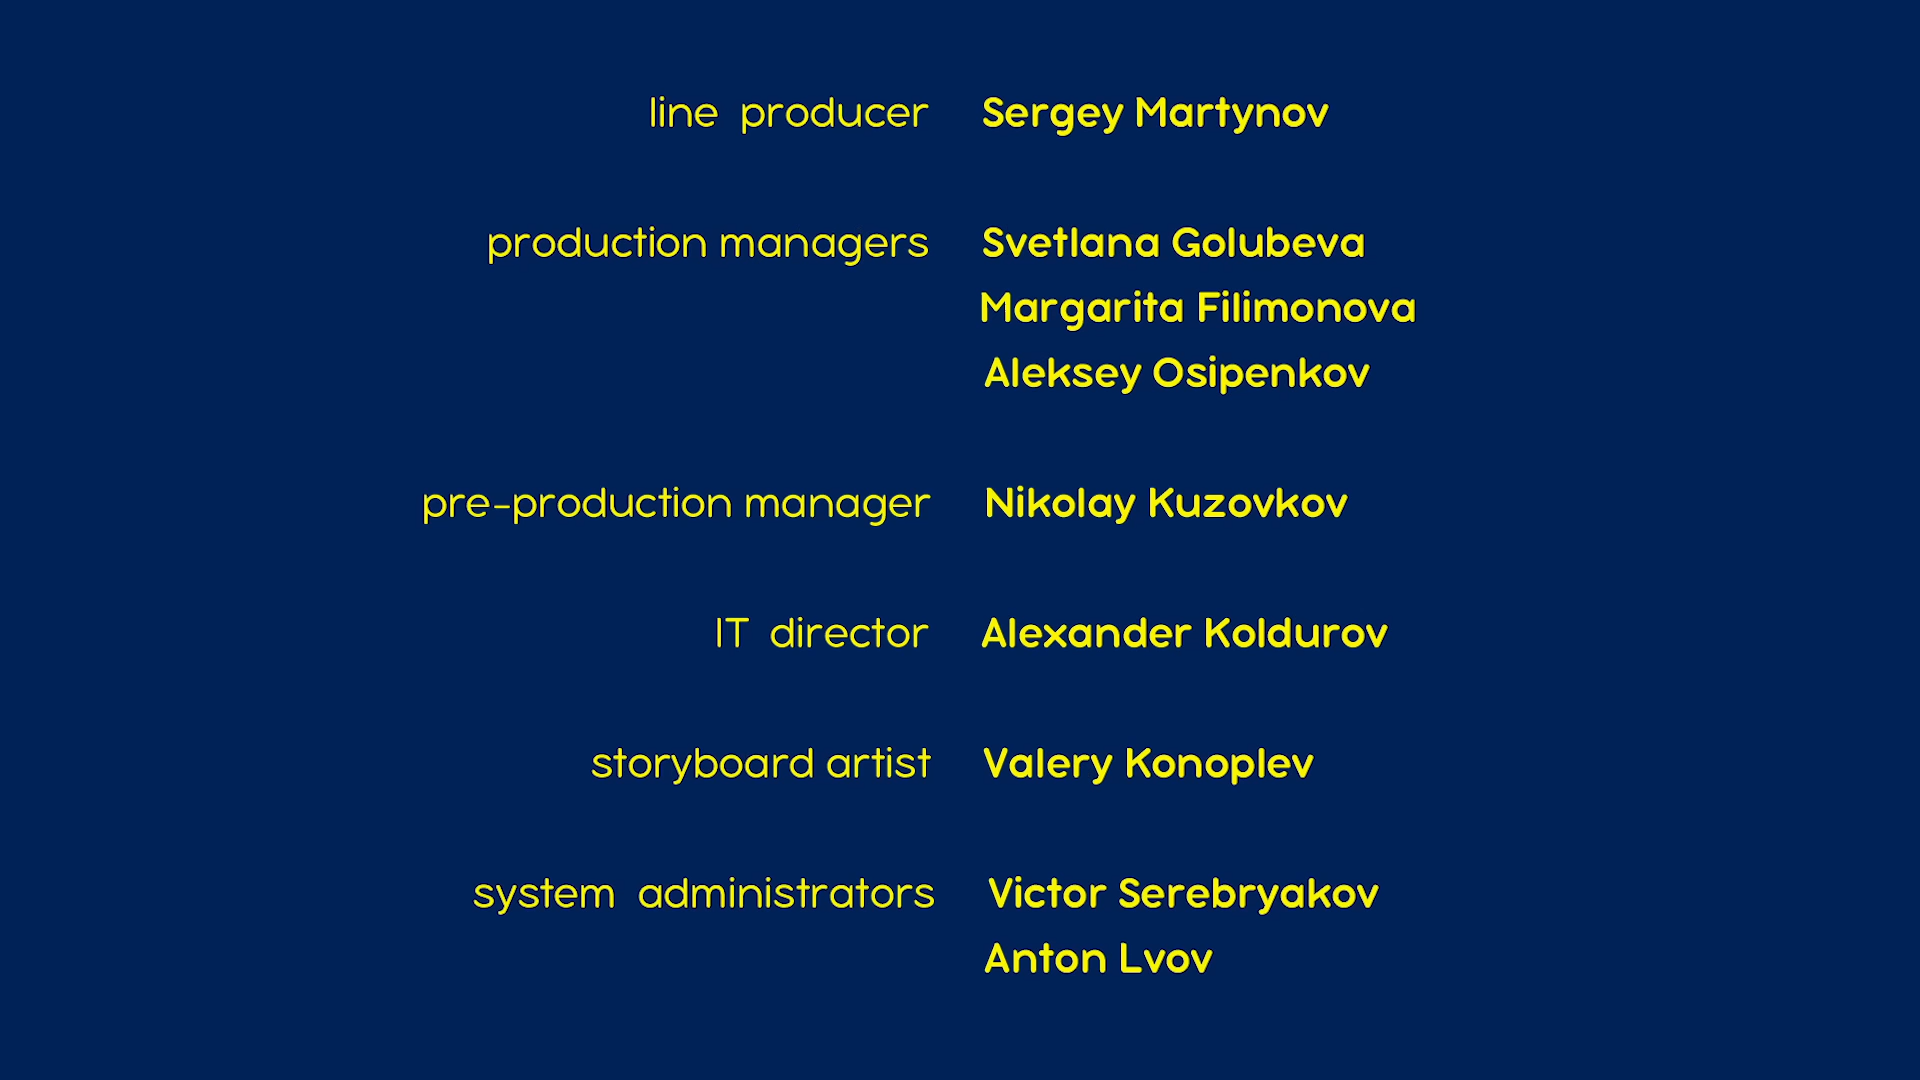 line producer Sergey Martynov
production managers Svetlana Golubeva
Margarita Filimonova
Aleksey Osipenkov
pre-production manager Nikolay Kuzovkov
IT director Alexander Koldurov
storyboard artist Valery Konoplev
system administrators Victor Serebryakov
Anton Lvov